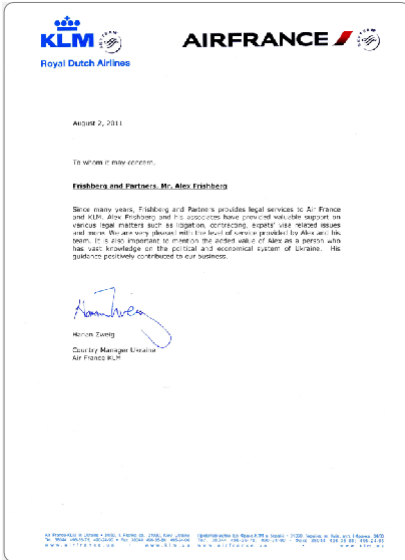 KLM
AIRFRANCE
Royal Dutch Airlines
August 2, 2011
To whom it may concern,
Frishberg and Partners, Mr. Alex Frishberg
Since many years, Frishberg and Partners provides legal services to Air France
and KLM. Alex Frishberg and his associates have provided valuable support on
various legal matters such as litigation, contracting, expats' visa related issues
and more. We are very pleased with the level of service provided by Alex and his
team. It is also important to mention the added value of Alex as a person who
has vast knowledge on the political and economical system of Ukraine. His
guidance positively contributed to our business.
Hanan Zweig
Country Manager Ukraine
Air France KLM